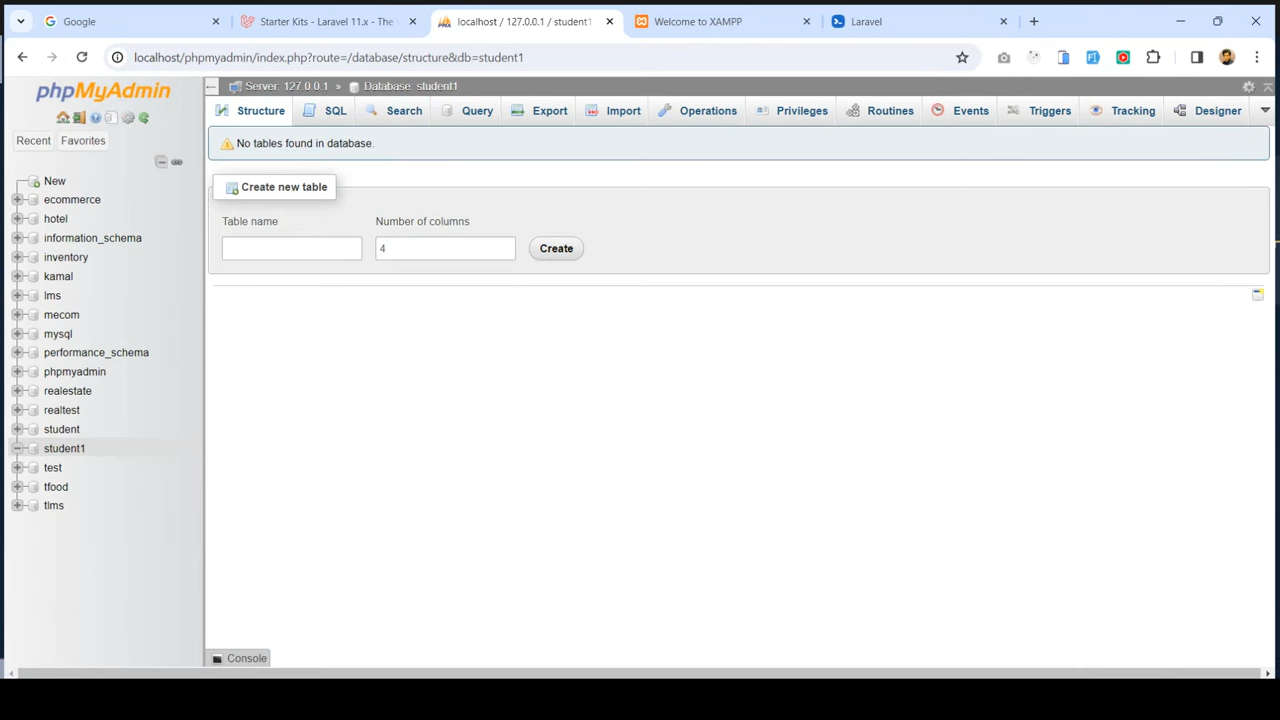 Google
Starter Kits - Laravel 11.x - The
localhost / 127.0.0.1 / student1
Welcome to XAMPP
Laravel
localhost/phpmyadmin/index.php?route=/database/structure&db=student1
phpMyAdmin
Recent
Favorites
New
ecommerce
hotel
information_schema
inventory
kamal
lms
mecom
mysql
performance_schema
phpmyadmin
realestate
realtest
student
student1
test
tfood
tlms
Server: 127.0.0.1 » Database: student1
Structure
SQL
Search
Query
Export
Import
Operations
Privileges
Routines
Events
Triggers
Tracking
Designer
No tables found in database.
Create new table
Table name
Number of columns
4
Create
Console